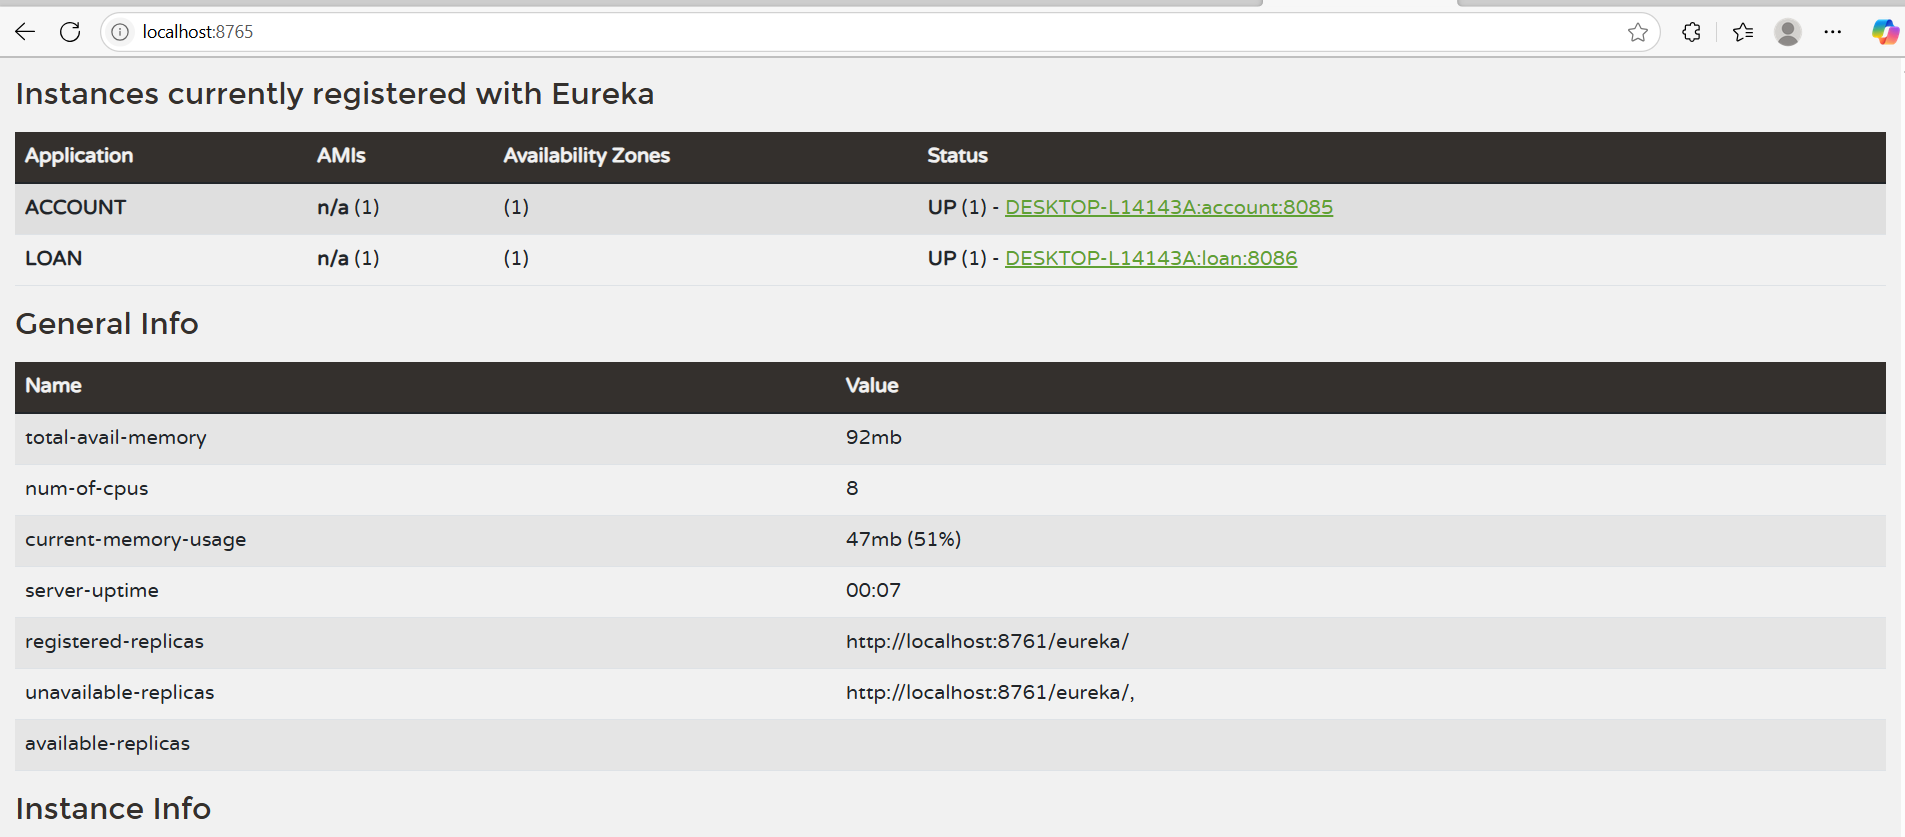 localhost:8765
Instances currently registered with Eureka
Application AMIs Availability Zones Status
ACCOUNT n/a (1) (1) UP (1) - DESKTOP-L14143A:account:8085
LOAN n/a (1) (1) UP (1) - DESKTOP-L14143A:loan:8086
General Info
Name Value
total-avail-memory 92mb
num-of-cpus 8
current-memory-usage 47mb (51%)
server-uptime 00:07
registered-replicas http://localhost:8761/eureka/
unavailable-replicas http://localhost:8761/eureka/,
available-replicas
Instance Info